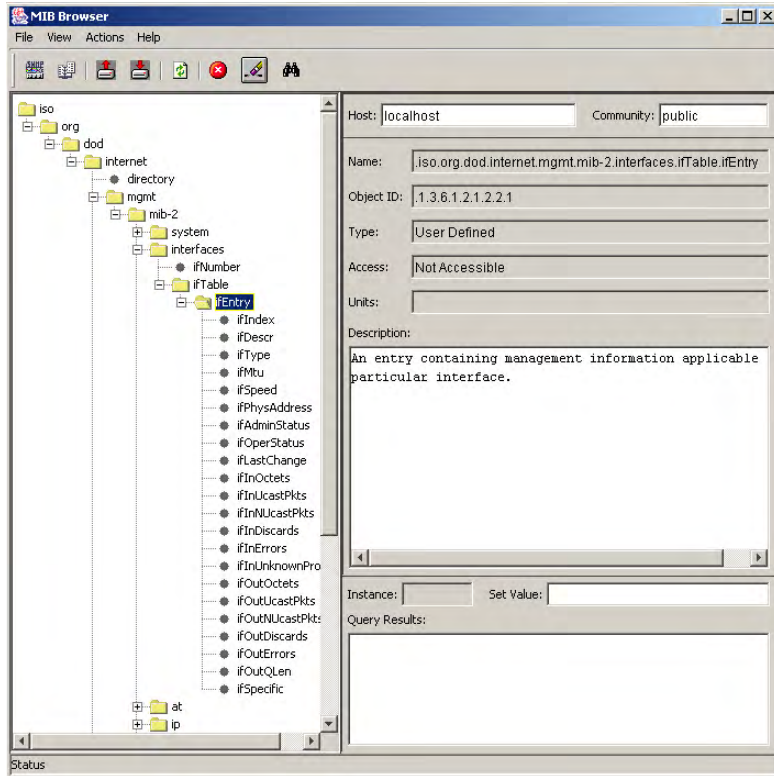 MIB Browser
File View Actions Help
iso
org
dod
internet
directory
mgmt
mib-2
system
interfaces
ifNumber
ifTable
ifEntry
ifIndex
ifDescr
ifType
ifMtu
ifSpeed
ifPhysAddress
ifAdminStatus
ifOperStatus
ifLastChange
ifInOctets
ifInUcastPkts
ifInNUcastPkts
ifInDiscards
ifInErrors
ifInUnknownPro
ifOutOctets
ifOutUcastPkts
ifOutNUcastPkts
ifOutDiscards
ifOutErrors
ifOutQLen
ifSpecific
at
ip
Host: localhost Community: public
Name: .iso.org.dod.internet.mgmt.mib-2.interfaces.ifTable.ifEntry
Object ID: .1.3.6.1.2.1.2.2.1
Type: User Defined
Access: Not Accessible
Units:
Description:
An entry containing management information applicable
particular interface.
Instance: Set Value:
Query Results:
Status